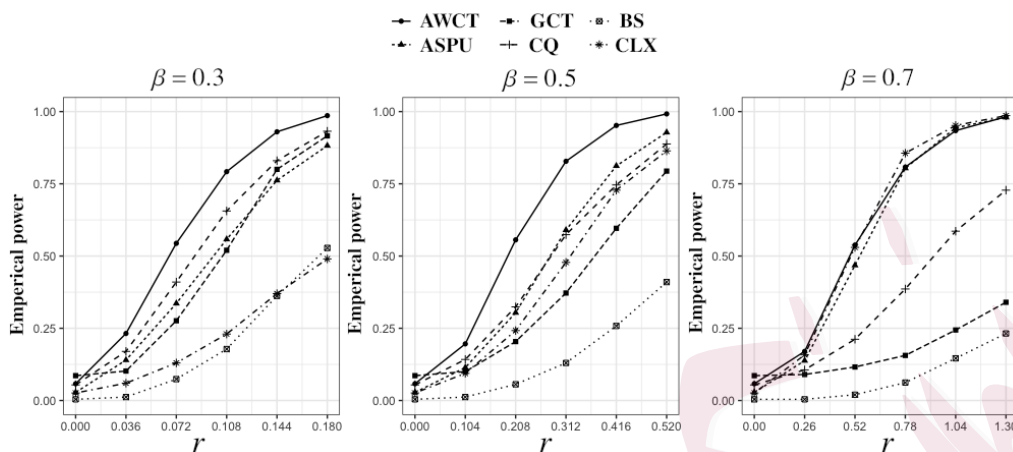 AWCT GCT BS
ASPU CQ CLX
β = 0.3
β = 0.5
β = 0.7
Emperical power
1.00
0.75
0.50
0.25
0.00
0.000 0.036 0.072 0.108 0.144 0.180
r
Emperical power
1.00
0.75
0.50
0.25
0.00
0.000 0.104 0.208 0.312 0.416 0.520
r
Emperical power
1.00
0.75
0.50
0.25
0.00
0.00 0.26 0.52 0.78 1.04 1.30
r